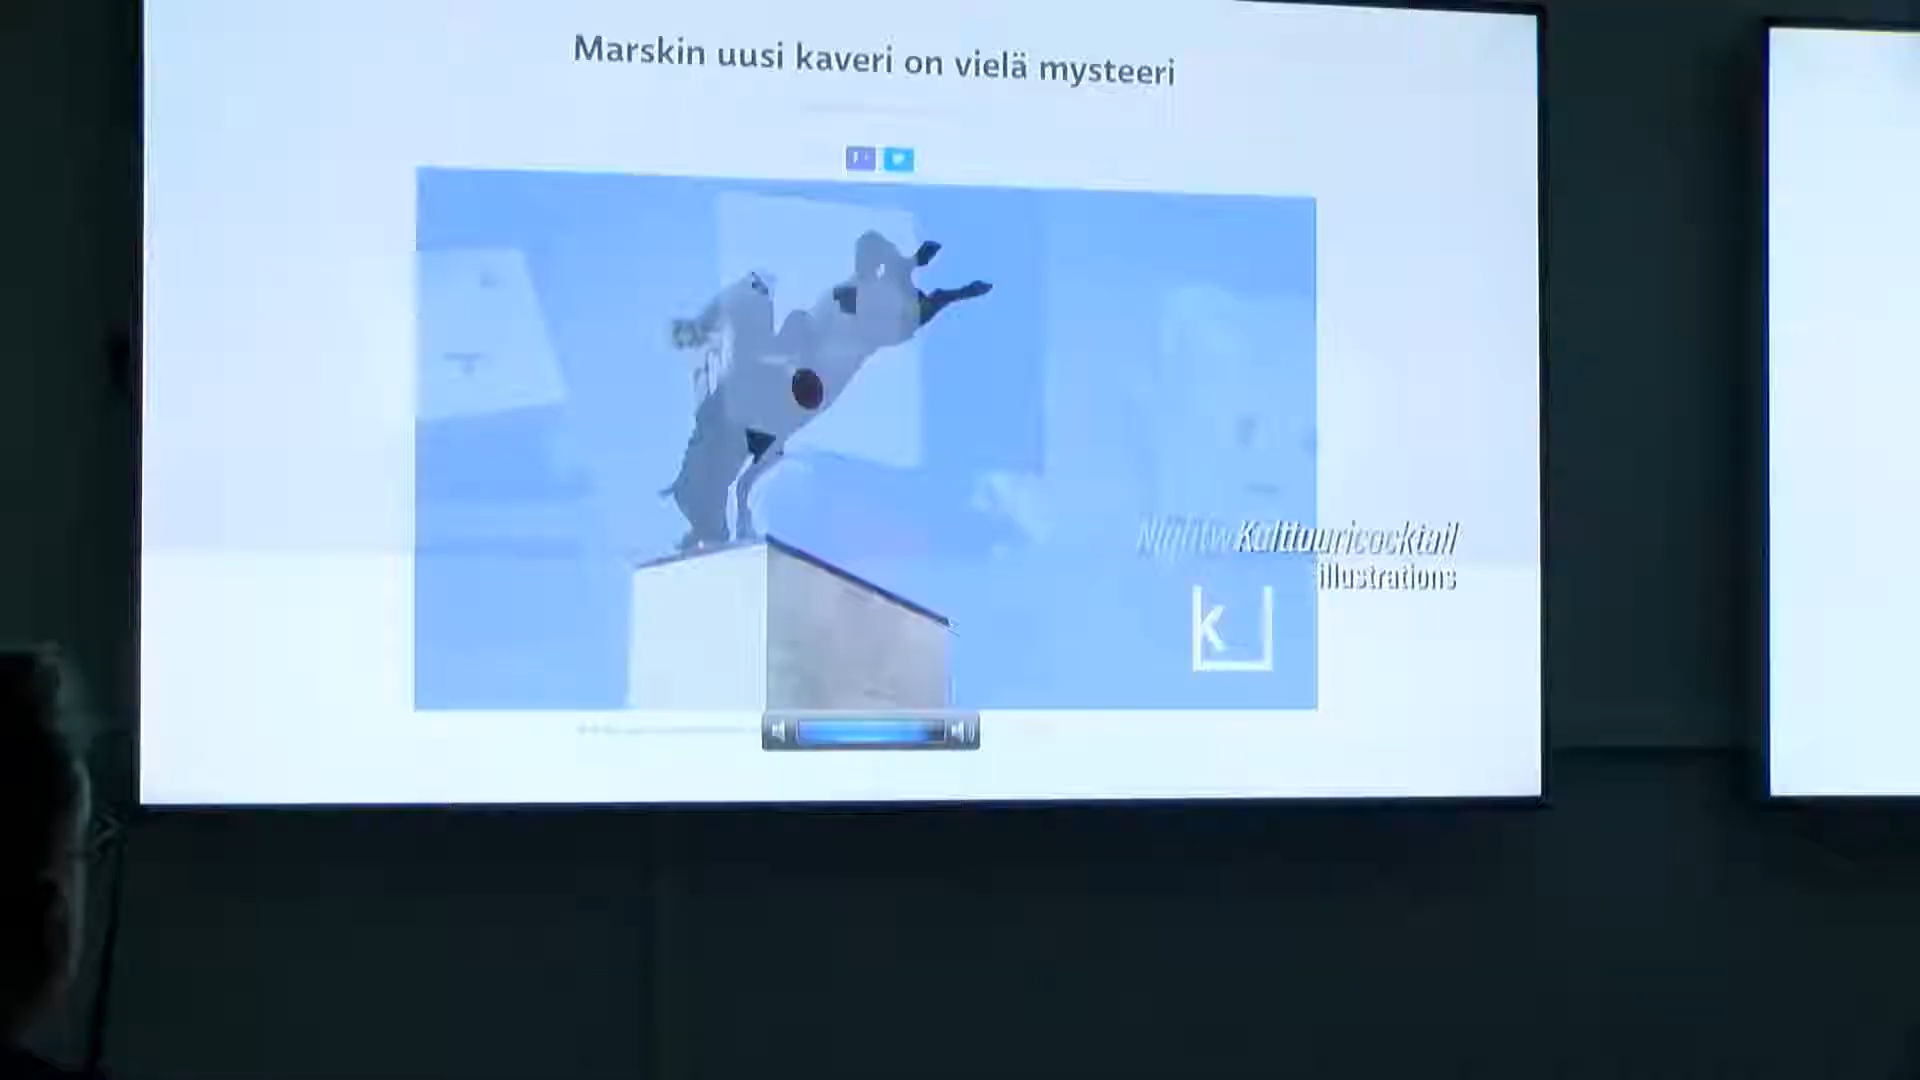 Marskin uusi kaveri on vielä mysteeri
Kulttuuricocktail
illustrations
K